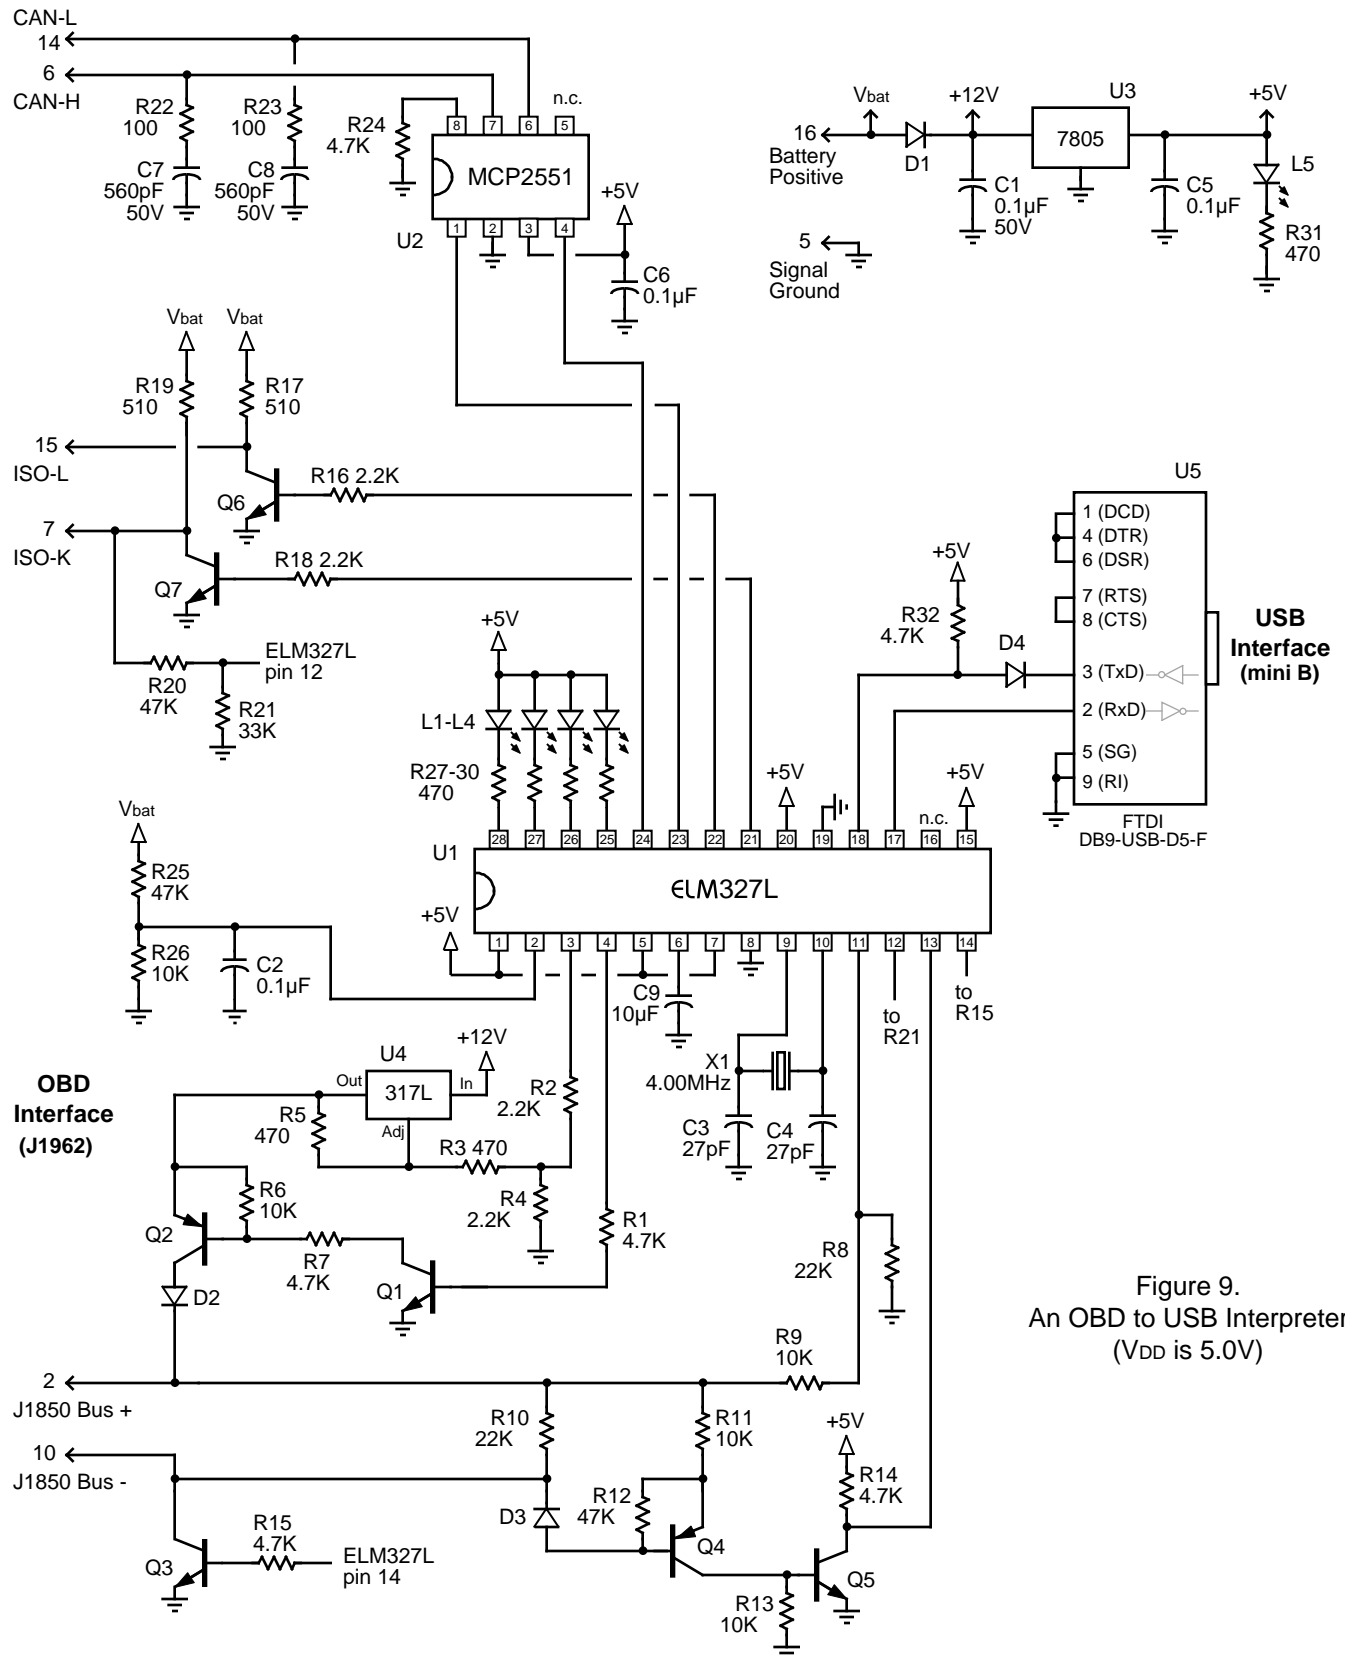 CAN-L
14
6
CAN-H
R22
100
R23
100
C7
560pF
50V
C8
560pF
50V
R24
4.7K
n.c.
8
7
6
5
MCP2551
1
2
3
4
U2
+5V
C6
0.1µF
Vbat
+12V
U3
+5V
16
Battery
Positive
D1
7805
L5
C1
0.1µF
50V
C5
0.1µF
R31
470
5
Signal
Ground
Vbat
Vbat
R19
510
R17
510
15
ISO-L
R16 2.2K
Q6
7
ISO-K
R18 2.2K
Q7
ELM327L
pin 12
R20
47K
R21
33K
+5V
L1-L4
R27-30
470
U5
1 (DCD)
4 (DTR)
6 (DSR)
7 (RTS)
8 (CTS)
3 (TxD)
2 (RxD)
5 (SG)
9 (RI)
FTDI
DB9-USB-D5-F
USB
Interface
(mini B)
+5V
R32
4.7K
D4
+5V
+5V
n.c.
28
27
26
25
24
23
22
21
20
19
18
17
16
15
U1
ELM327L
+5V
1
2
3
4
5
6
7
8
9
10
11
12
13
14
Vbat
R25
47K
R26
10K
C2
0.1µF
C9
10µF
to
R21
to
R15
X1
4.00MHz
C3
27pF
C4
27pF
OBD
Interface
(J1962)
U4
+12V
Out
317L
In
Adj
R5
470
R3 470
R2
2.2K
R4
2.2K
R1
4.7K
R6
10K
Q2
R7
4.7K
Q1
D2
R8
22K
Figure 9.
An OBD to USB Interpreter
(VDD is 5.0V)
R9
10K
2
J1850 Bus +
R10
22K
R11
10K
+5V
R14
4.7K
10
J1850 Bus -
D3
R12
47K
Q4
R15
4.7K
ELM327L
pin 14
Q3
Q5
R13
10K